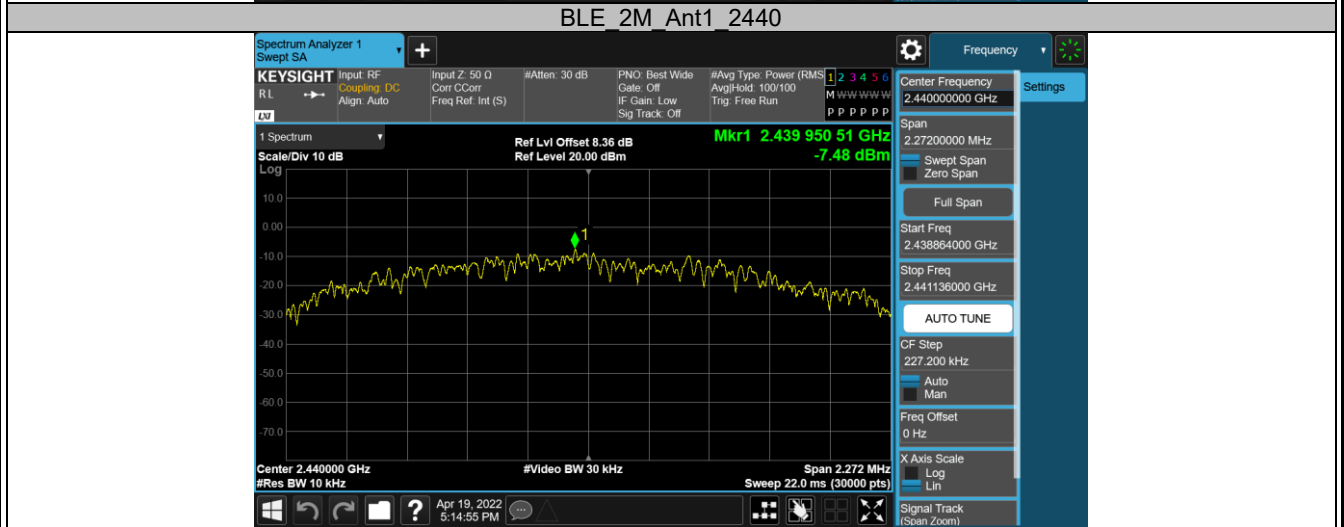 BLE_2M_Ant1_2440
Spectrum Analyzer 1
Swept SA
Frequency
KEYSIGHT
R L
LXI
Input: RF
Coupling: DC
Align: Auto
Input Z: 50 Ω
Corr CCorr
Freq Ref: Int (S)
#Atten: 30 dB
PNO: Best Wide
Gate: Off
IF Gain: Low
Sig Track: Off
#Avg Type: Power (RMS
Avg|Hold: 100/100
Trig: Free Run
1 2 3 4 5 6
M W W W W W
P P P P P P
1 Spectrum
Scale/Div 10 dB
Log
Ref Lvl Offset 8.36 dB
Ref Level 20.00 dBm
Mkr1 2.439 950 51 GHz
-7.48 dBm
10.0
0.00
-10.0
-20.0
-30.0
-40.0
-50.0
-60.0
-70.0
1
Center 2.440000 GHz
#Res BW 10 kHz
#Video BW 30 kHz
Span 2.272 MHz
Sweep 22.0 ms (30000 pts)
Center Frequency
2.440000000 GHz
Settings
Span
2.27200000 MHz
Swept Span
Zero Span
Full Span
Start Freq
2.438864000 GHz
Stop Freq
2.441136000 GHz
AUTO TUNE
CF Step
227.200 kHz
Auto
Man
Freq Offset
0 Hz
X Axis Scale
Log
Lin
Signal Track
(Span Zoom)
?
Apr 19, 2022
5:14:55 PM